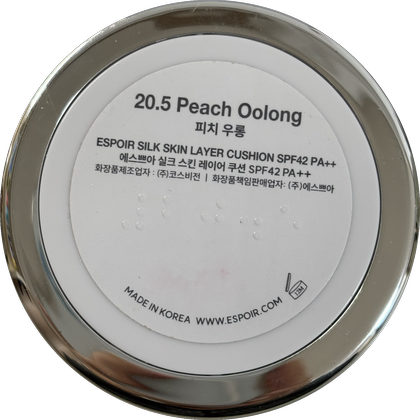 20.5 Peach Oolong
피치 우롱
ESPOIR SILK SKIN LAYER CUSHION SPF42 PA++
에스쁘아 실크 스킨 레이어 쿠션 SPF42 PA++
화장품제조업자 : (주)코스비전 | 화장품책임판매업자 : (주)에스쁘아
MADE IN KOREA WWW.ESPOIR.COM